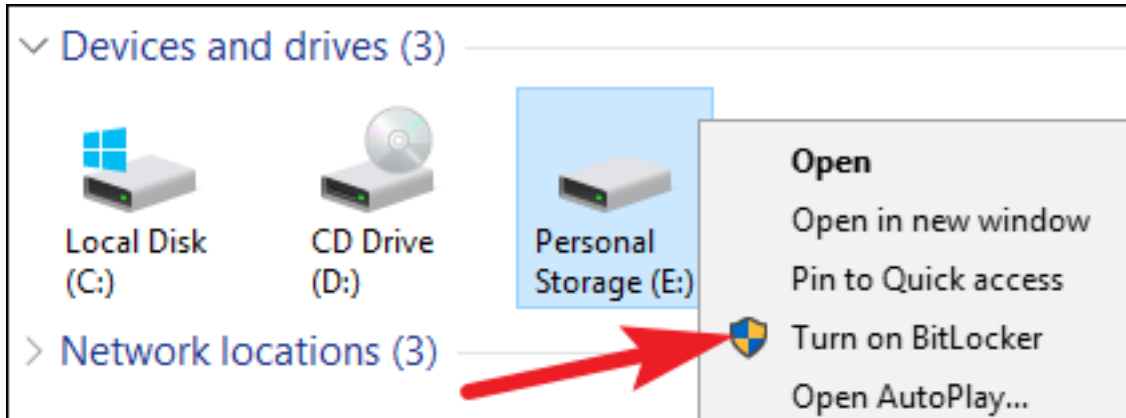 Devices and drives (3)
Local Disk
(C:)
CD Drive
(D:)
Personal
Storage (E:)
Open
Open in new window
Pin to Quick access
Turn on BitLocker
Open AutoPlay...
Network locations (3)